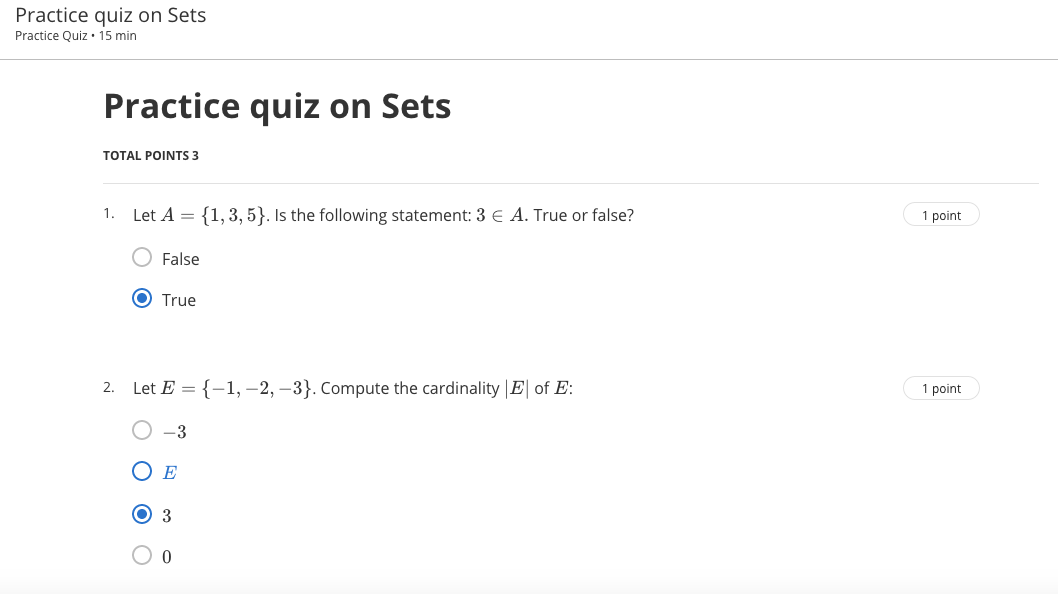 Practice quiz on Sets
Practice Quiz • 15 min
Practice quiz on Sets
TOTAL POINTS 3
1. Let A = {1, 3, 5}. Is the following statement: 3 ∈ A. True or false?
1 point
False
True
2. Let E = {−1, −2, −3}. Compute the cardinality |E| of E:
1 point
−3
E
3
0